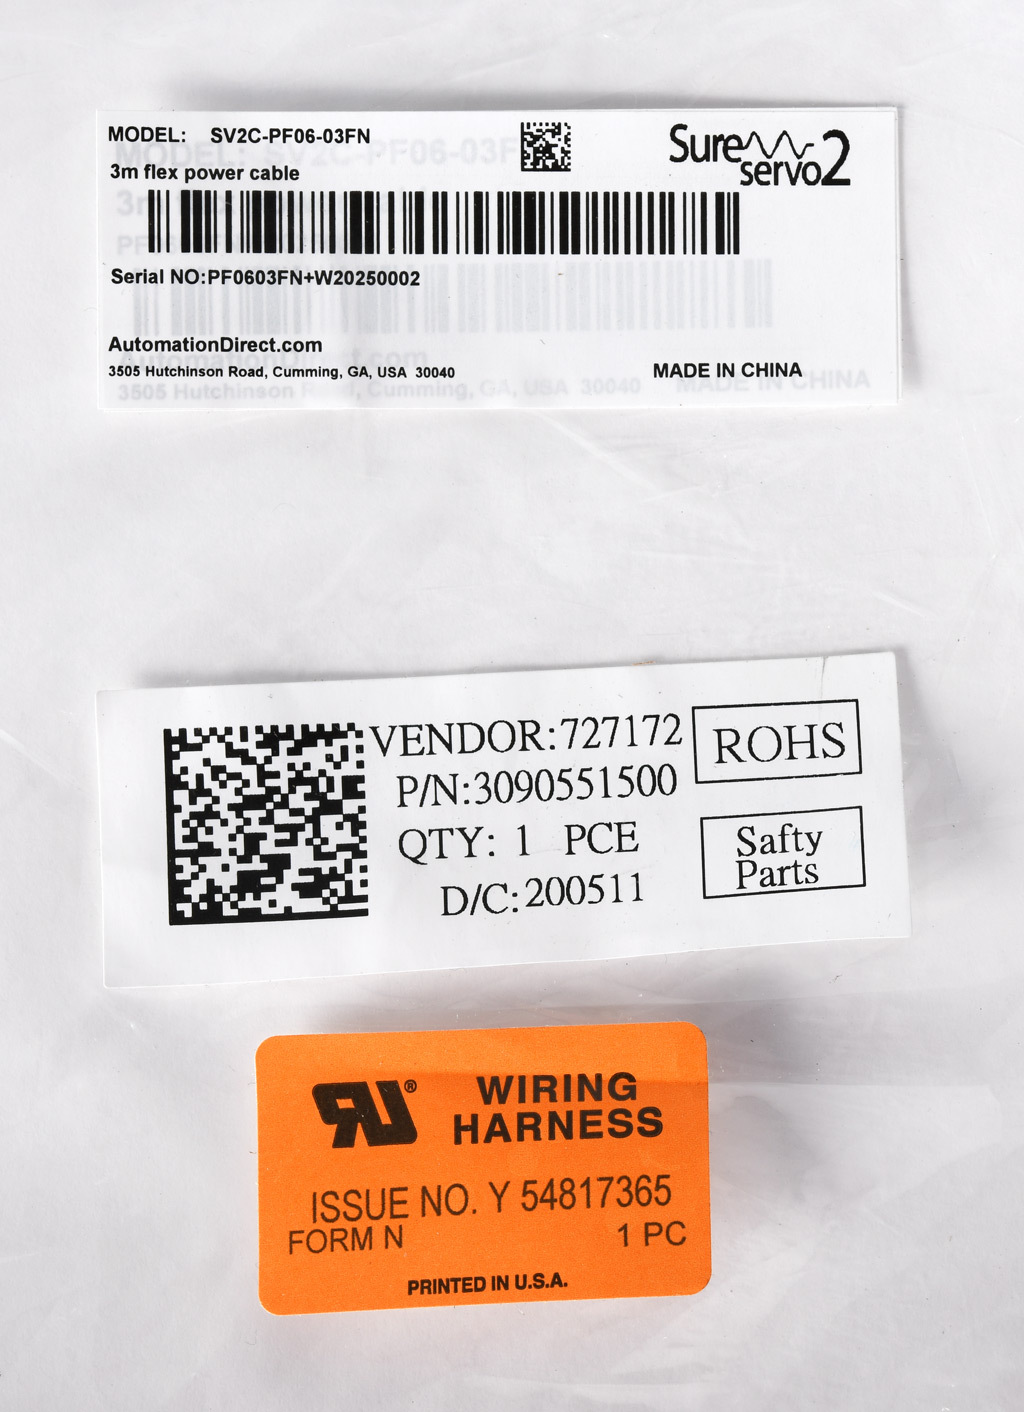 MODEL: SV2C-PF06-03FN
3m flex power cable
Sure servo2
Serial NO:PF0603FN+W20250002
AutomationDirect.com
3505 Hutchinson Road, Cumming, GA, USA 30040
MADE IN CHINA
VENDOR:727172
P/N:3090551500
QTY: 1 PCE
D/C:200511
ROHS
Safty
Parts
RU®
WIRING
HARNESS
ISSUE NO. Y 54817365
FORM N 1 PC
PRINTED IN U.S.A.